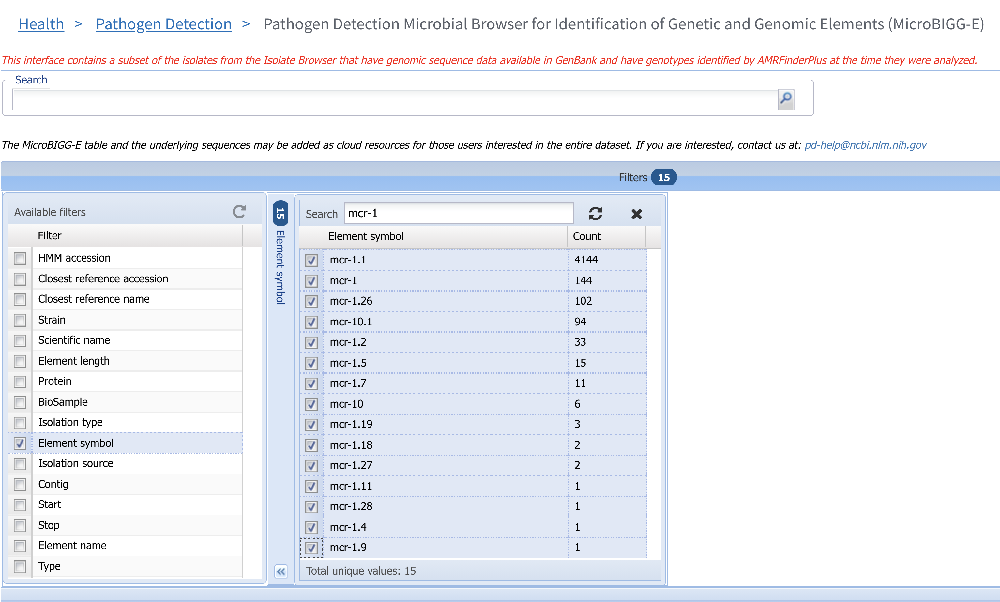 Health > Pathogen Detection > Pathogen Detection Microbial Browser for Identification of Genetic and Genomic Elements (MicroBIGG-E)
This interface contains a subset of the isolates from the Isolate Browser that have genomic sequence data available in GenBank and have genotypes identified by AMRFinderPlus at the time they were analyzed.
Search
The MicroBIGG-E table and the underlying sequences may be added as cloud resources for those users interested in the entire dataset. If you are interested, contact us at: pd-help@ncbi.nlm.nih.gov
Filters 15
Available filters
Filter
HMM accession
Closest reference accession
Closest reference name
Strain
Scientific name
Element length
Protein
BioSample
Isolation type
Element symbol
Isolation source
Contig
Start
Stop
Element name
Type
15 Element symbol
Search mcr-1
Element symbol Count
mcr-1.1 4144
mcr-1 144
mcr-1.26 102
mcr-10.1 94
mcr-1.2 33
mcr-1.5 15
mcr-1.7 11
mcr-10 6
mcr-1.19 3
mcr-1.18 2
mcr-1.27 2
mcr-1.11 1
mcr-1.28 1
mcr-1.4 1
mcr-1.9 1
Total unique values: 15